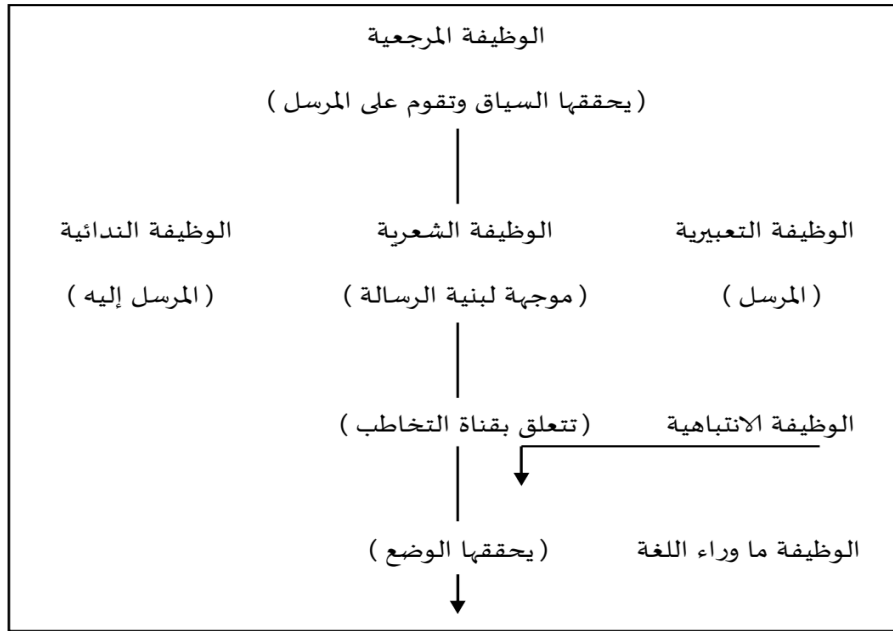 الوظيفة المرجعية
(يحققها السياق وتقوم على المرسل)
الوظيفة التعبيرية الوظيفة الشعرية الوظيفة الندائية
(المرسل) (موجهة لبنية الرسالة) (المرسل إليه)
الوظيفة الانتباهية (تتعلق بقناة التخاطب)
الوظيفة ما وراء اللغة (يحققها الوضع)